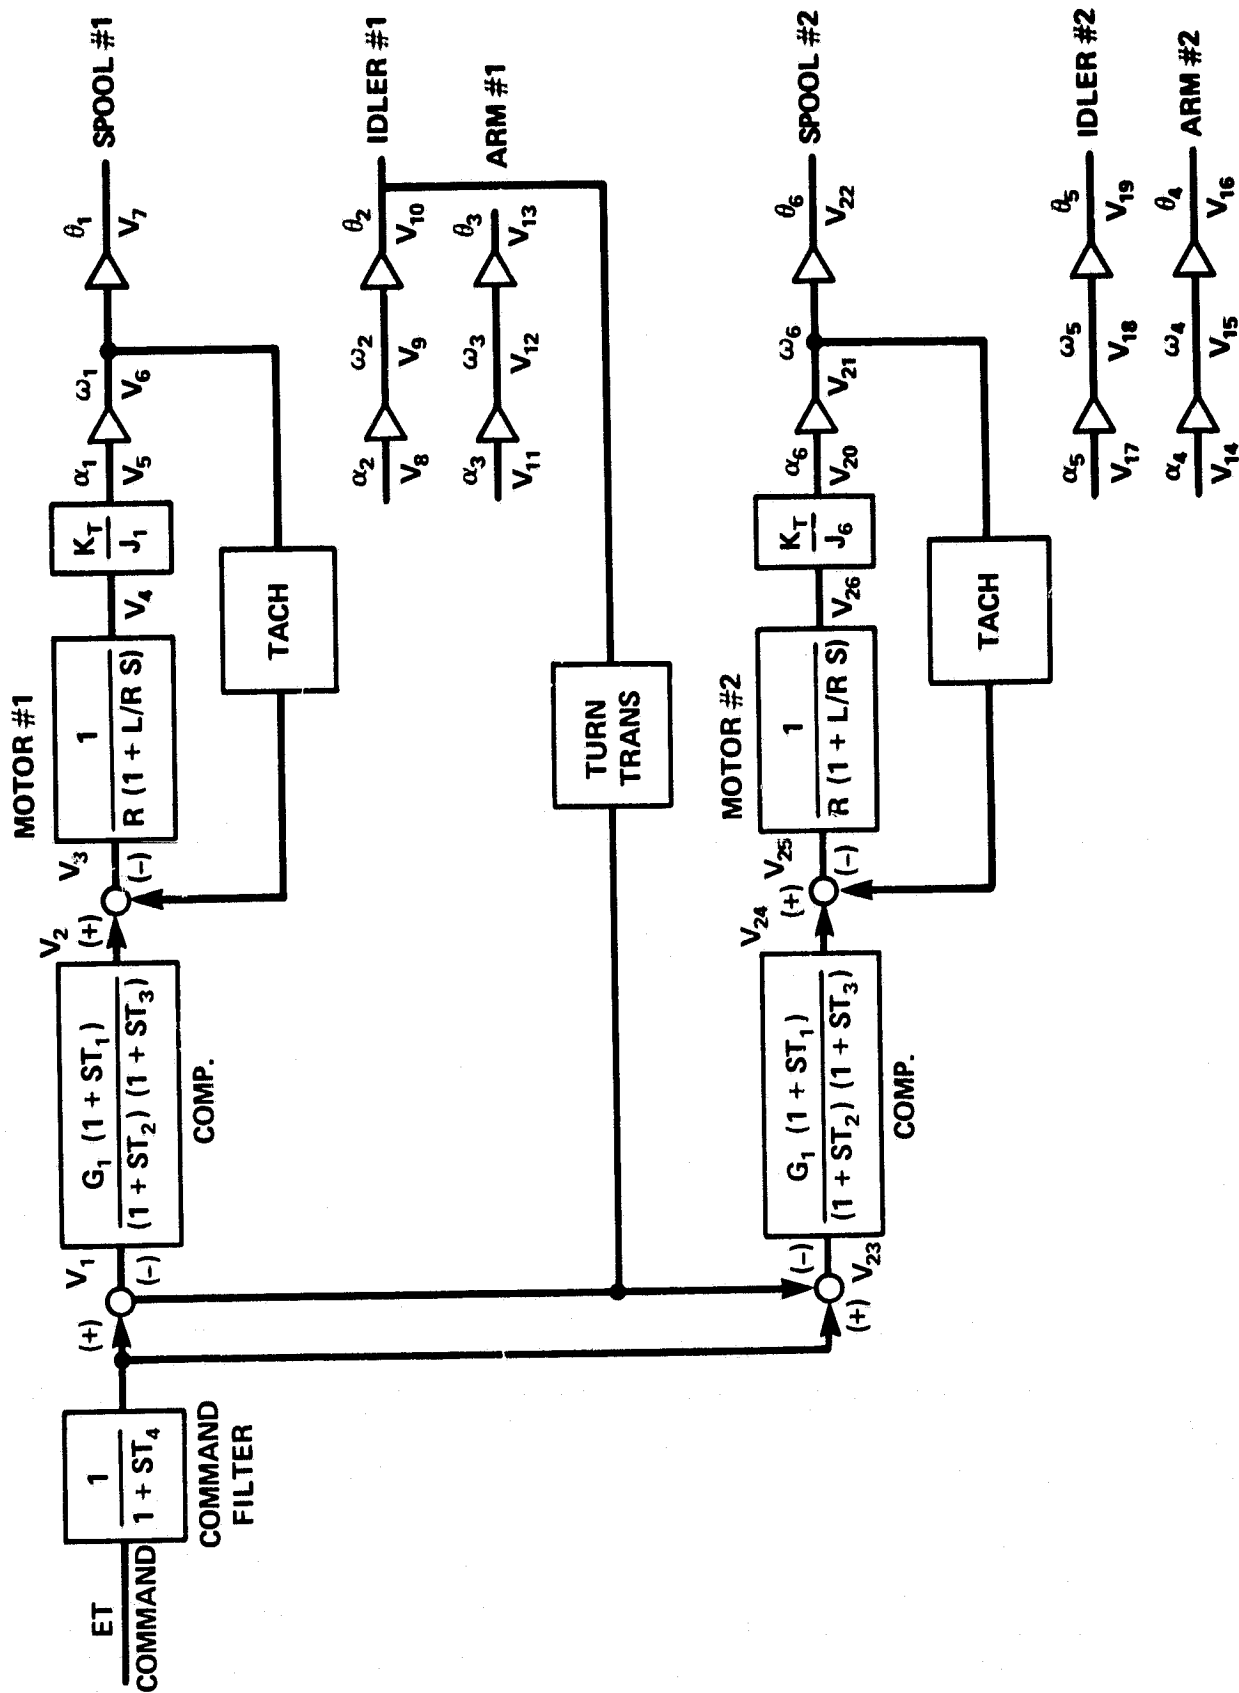 ET
COMMAND
1
1 + ST₄
COMMAND
FILTER
(+)
V₁
(−)
G₁ (1 + ST₁)
(1 + ST₂) (1 + ST₃)
COMP.
V₂
(+)
V₃
(−)
MOTOR #1
1
R (1 + L/R S)
V₄
K_T
J₁
α₁
V₅
ω₁
V₆
θ₁
V₇
SPOOL #1
TACH
α₂
V₈
ω₂
V₉
θ₂
V₁₀
IDLER #1
α₃
V₁₁
ω₃
V₁₂
θ₃
V₁₃
ARM #1
TURN
TRANS
(−)
(+)
V₂₃
G₁ (1 + ST₁)
(1 + ST₂) (1 + ST₃)
COMP.
V₂₄
(+)
V₂₅
(−)
MOTOR #2
1
R (1 + L/R S)
V₂₆
K_T
J₆
α₆
V₂₀
ω₆
V₂₁
θ₆
V₂₂
SPOOL #2
TACH
α₅
V₁₇
ω₅
V₁₈
θ₅
V₁₉
IDLER #2
α₄
V₁₄
ω₄
V₁₅
θ₄
V₁₆
ARM #2